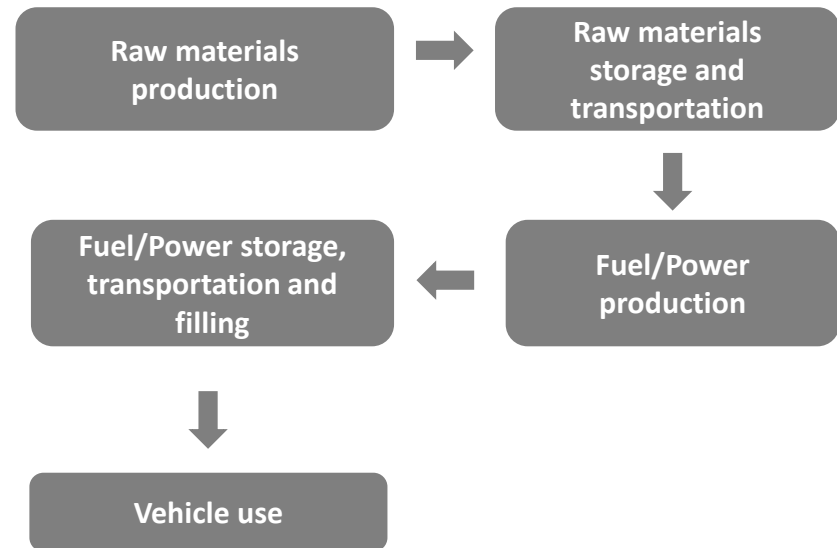 Raw materials
production
Raw materials
storage and
transportation
Fuel/Power
production
Fuel/Power storage,
transportation and
filling
Vehicle use